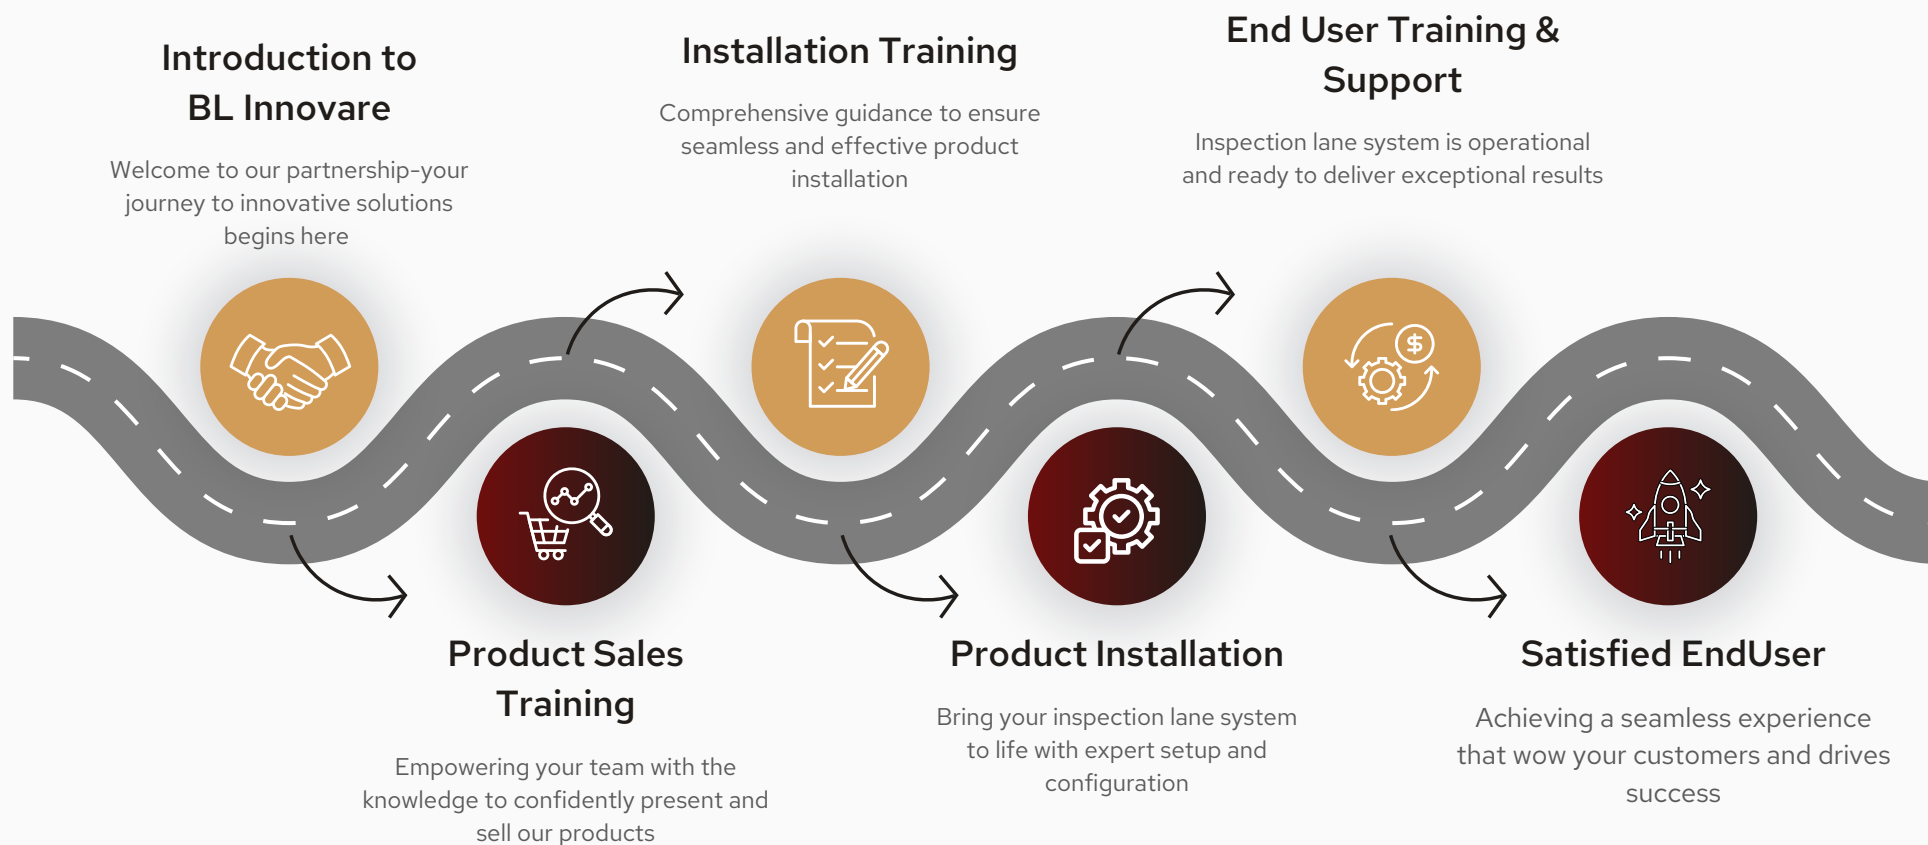 Introduction to
BL Innovare
Welcome to our partnership-your
journey to innovative solutions
begins here
Product Sales
Training
Empowering your team with the
knowledge to confidently present and
sell our products
Installation Training
Comprehensive guidance to ensure
seamless and effective product
installation
Product Installation
Bring your inspection lane system
to life with expert setup and
configuration
End User Training &
Support
Inspection lane system is operational
and ready to deliver exceptional results
$
Satisfied EndUser
Achieving a seamless experience
that wow your customers and drives
success